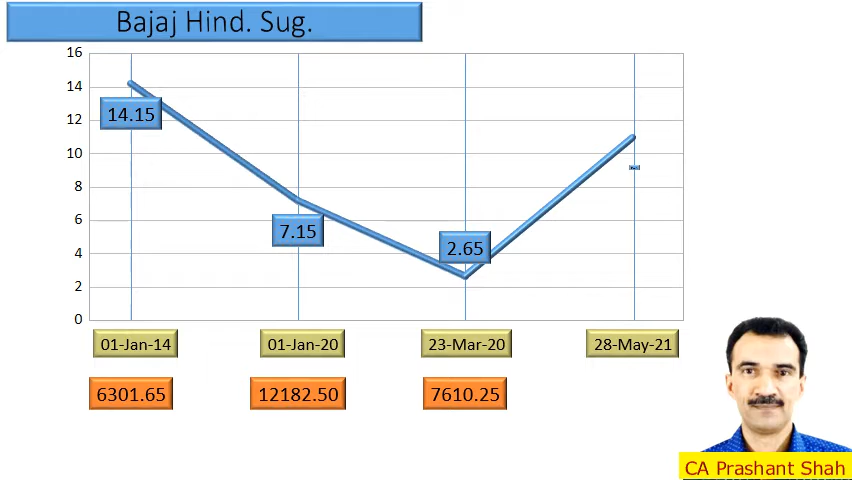 Bajaj Hind. Sug.
16
14
12
10
8
6
4
2
0
14.15
7.15
2.65
01-Jan-14
01-Jan-20
23-Mar-20
28-May-21
6301.65
12182.50
7610.25
CA Prashant Shah